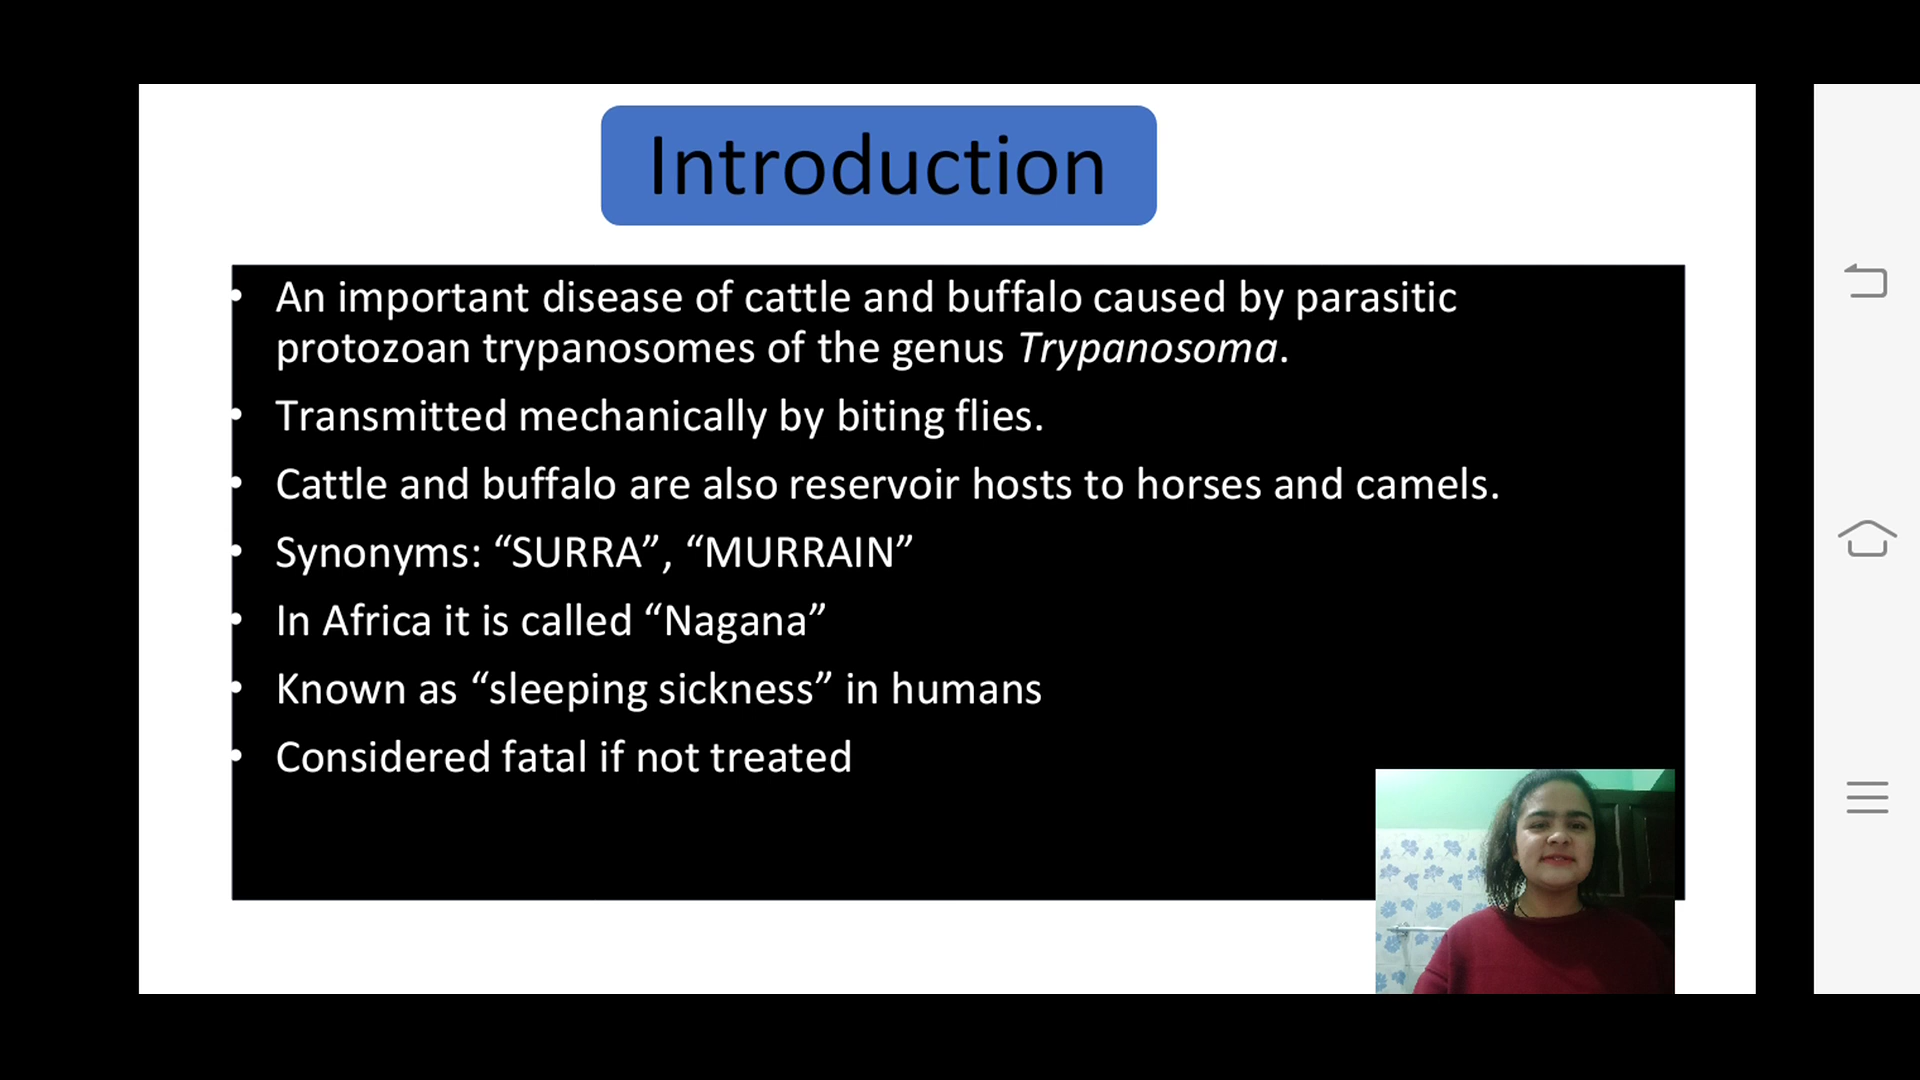 Introduction
• An important disease of cattle and buffalo caused by parasitic
protozoan trypanosomes of the genus Trypanosoma.
• Transmitted mechanically by biting flies.
• Cattle and buffalo are also reservoir hosts to horses and camels.
• Synonyms: “SURRA”, “MURRAIN”
• In Africa it is called “Nagana”
• Known as “sleeping sickness” in humans
• Considered fatal if not treated